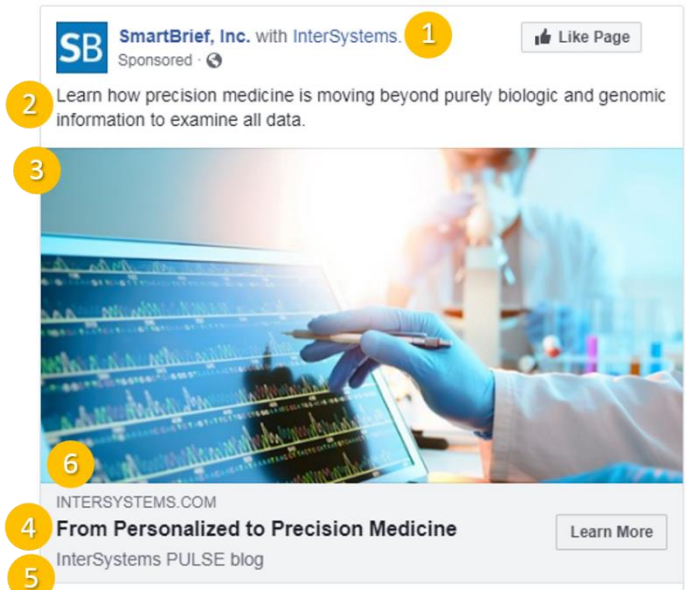 SB
SmartBrief, Inc. with InterSystems.
1
Like Page
Sponsored ·
2
Learn how precision medicine is moving beyond purely biologic and genomic
information to examine all data.
3
6
INTERSYSTEMS.COM
4
From Personalized to Precision Medicine
Learn More
InterSystems PULSE blog
5